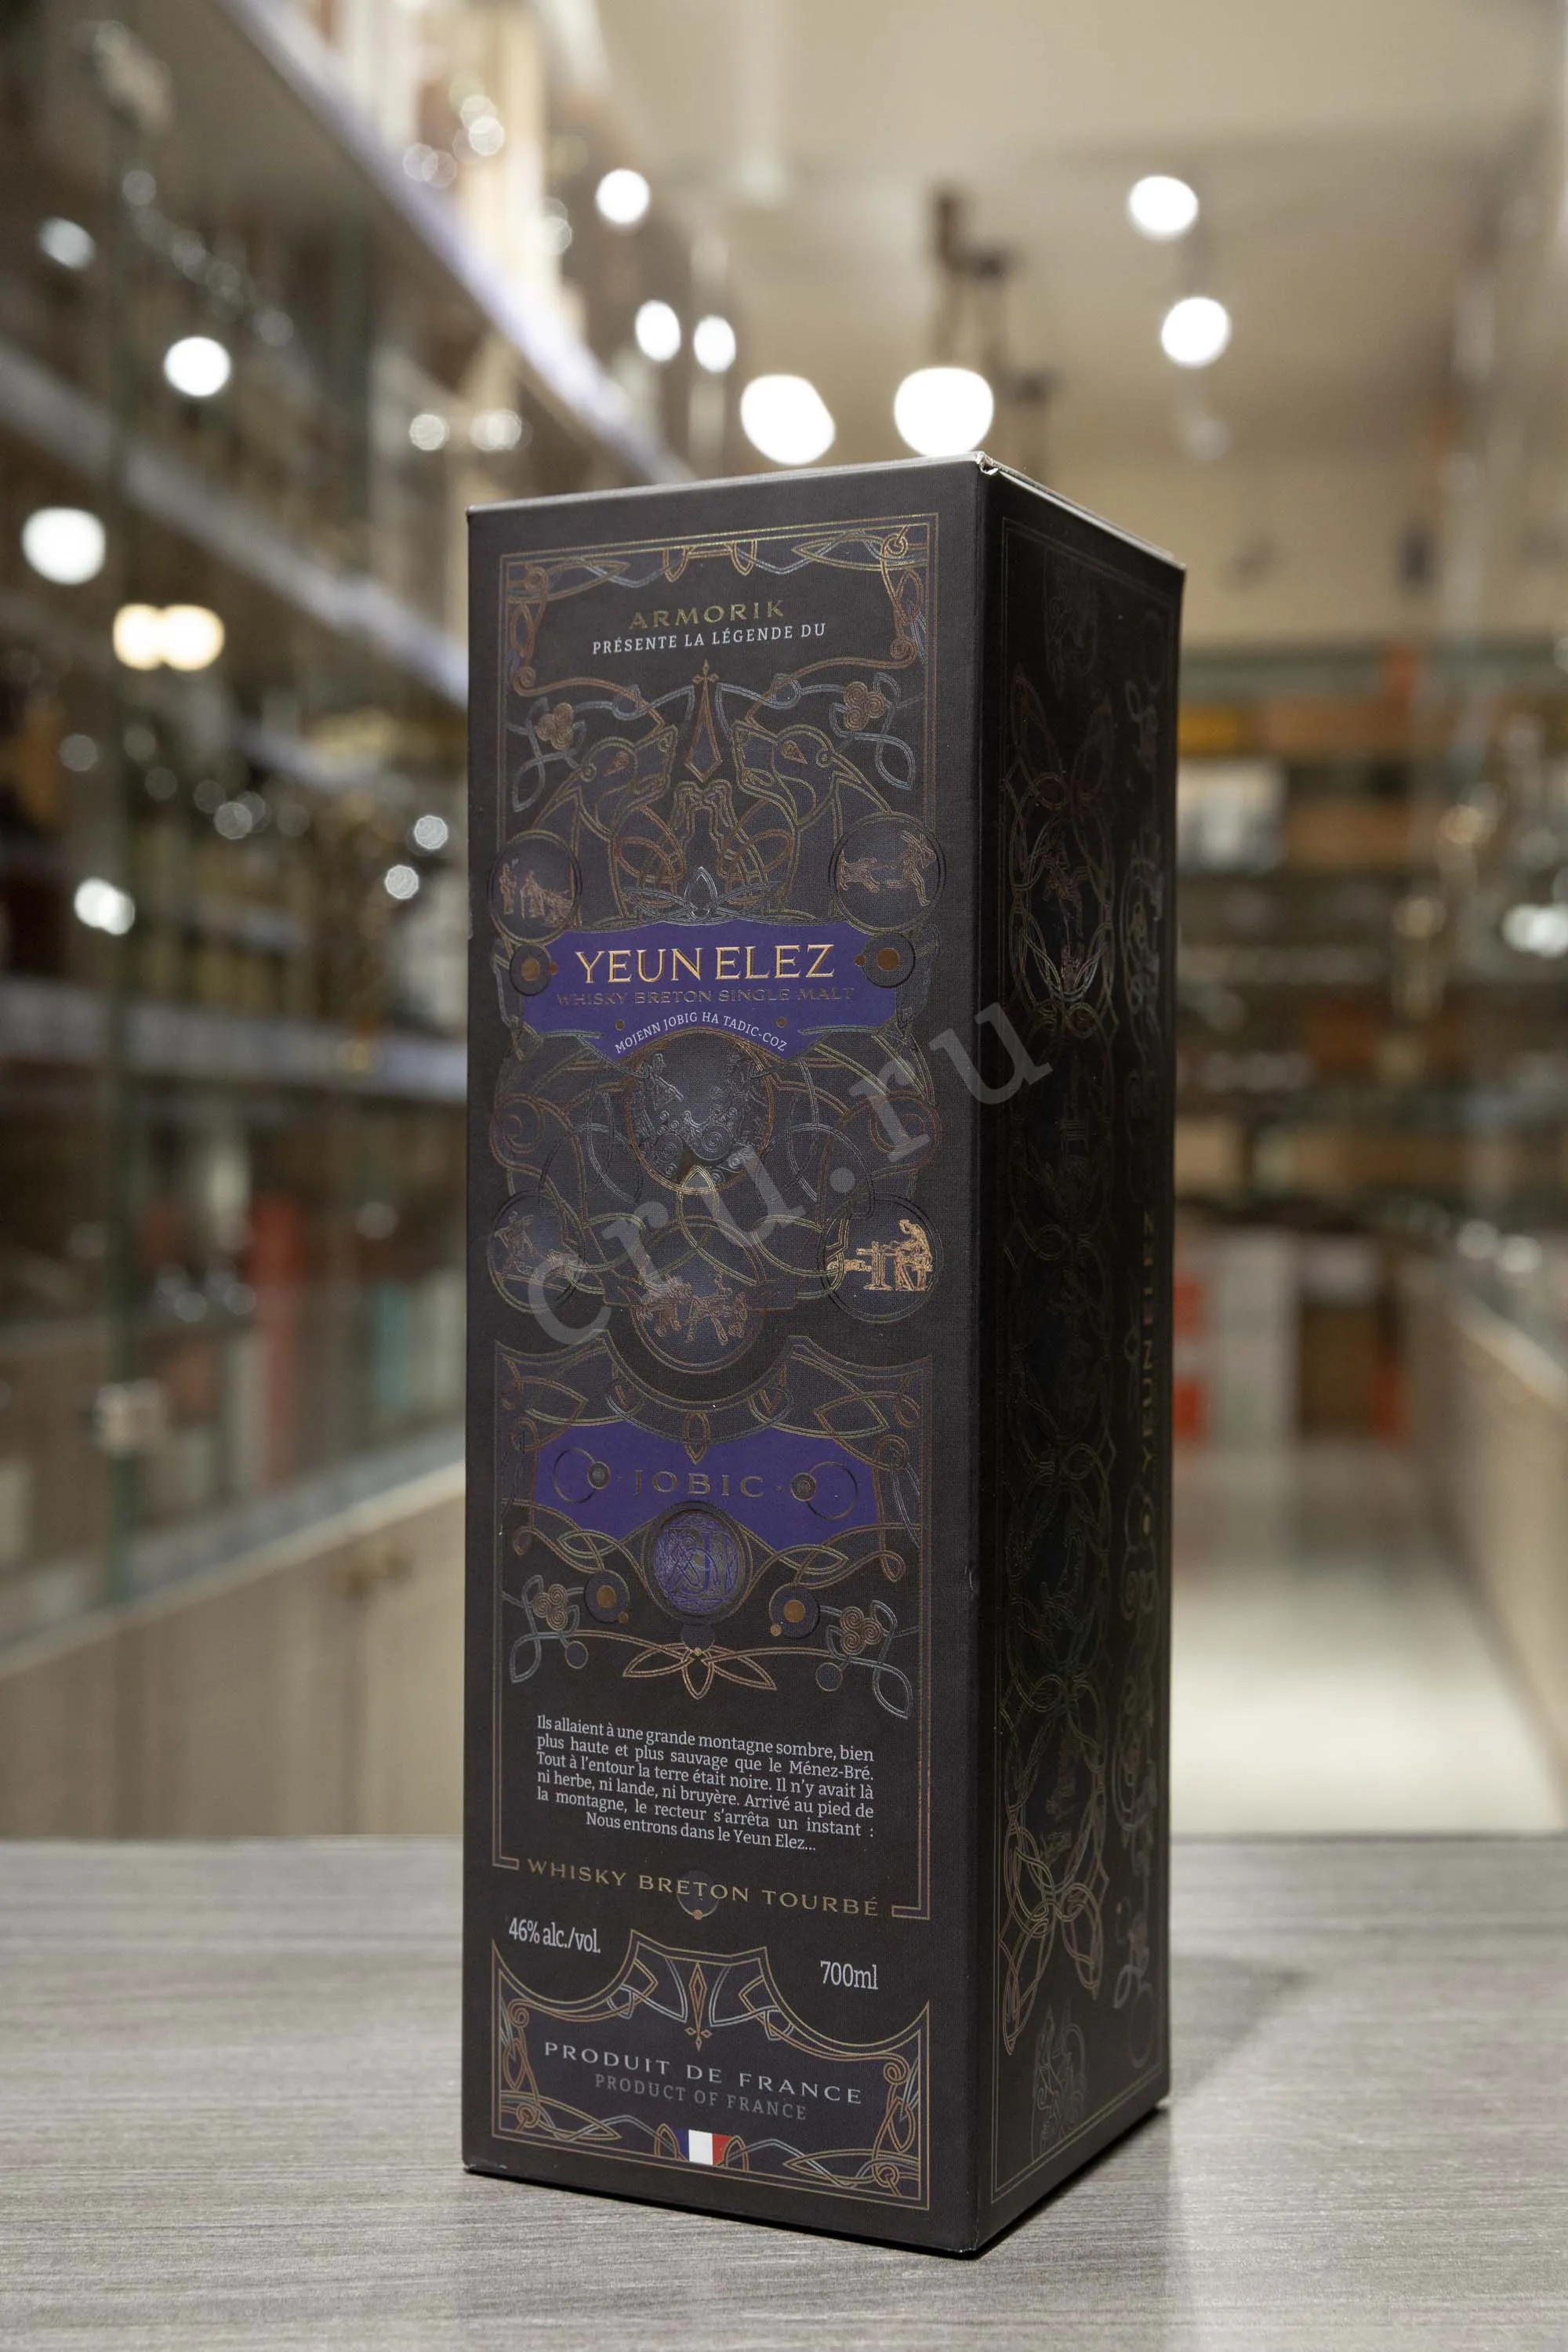 ARMORIK
PRÉSENTE LA LÉGENDE DU
YEUN ELEZ
WHISKY BRETON SINGLE MALT
MOJENN JOBIG HA TADIC-COZ
JOBIC
Ils allaient à une grande montagne sombre, bien
plus haute et plus sauvage que le Ménez-Bré.
Tout à l'entour la terre était noire. Il n'y avait là
ni herbe, ni lande, ni bruyère. Arrivé au pied de
la montagne, le recteur s'arrêta un instant :
Nous entrons dans le Yeun Elez...
WHISKY BRETON TOURBÉ
46% alc./vol.
700ml
PRODUIT DE FRANCE
PRODUCT OF FRANCE
YEUN ELEZ
cru.ru